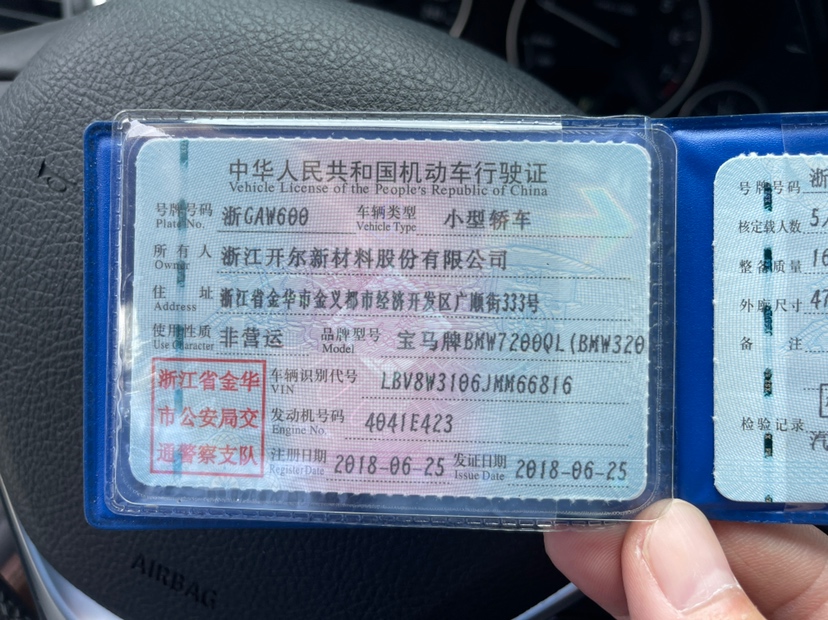 中华人民共和国机动车行驶证
Vehicle License of the People's Republic of China
号牌号码 浙GAW600 车辆类型 小型轿车
Plate No. Vehicle Type
所有人 浙江开尔新材料股份有限公司
Owner
住址 浙江省金华市金义都市经济开发区广顺街333号
Address
使用性质 非营运 品牌型号 宝马牌BMW7200QL(BMW320
Use Character Model
浙江省金华
市公安局交
通警察支队
车辆识别代号 LBV8W3106JMM66816
VIN
发动机号码 4041E423
Engine No.
注册日期 2018-06-25 发证日期 2018-06-25
Register Date Issue Date
号牌号码 浙
核定载人数 5
整备质量 16
外廓尺寸 47
备注
检验记录
汽
AIRBAG